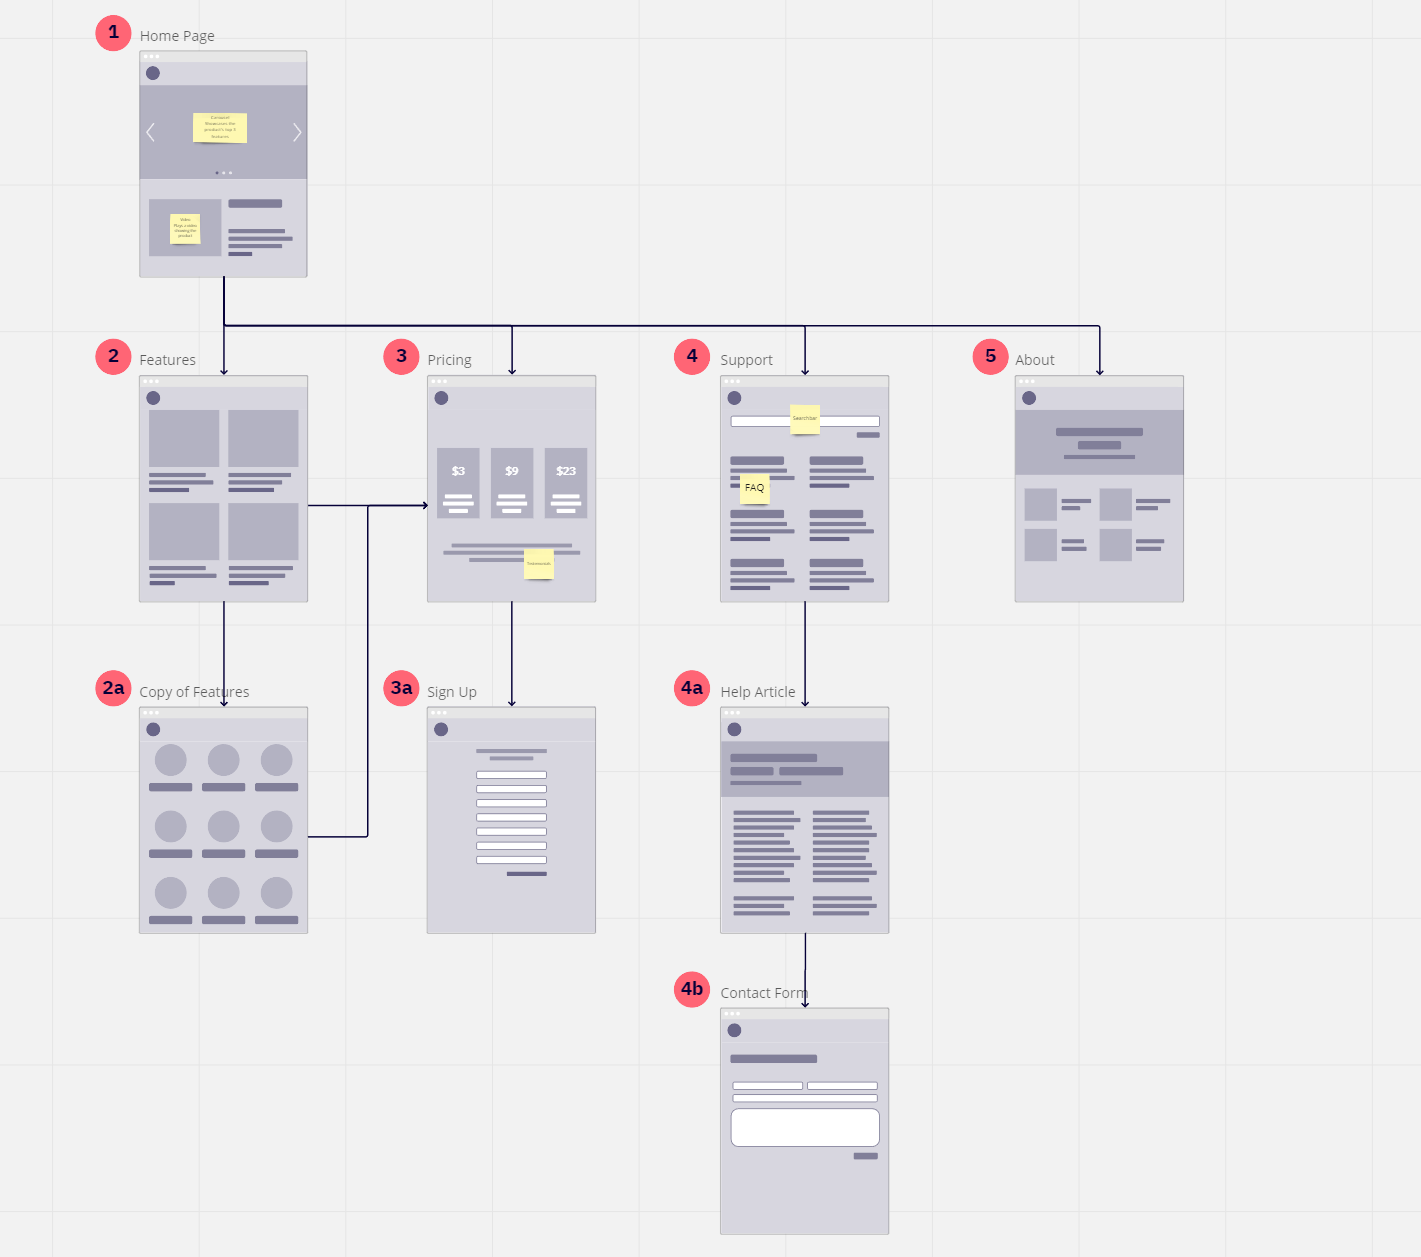 1
Home Page
Carousel
Showcases the
product's top 3
features
Video
Plays a video
showing the
product
2
Features
3
Pricing
4
Support
5
About
Searchbar
$3
$9
$23
FAQ
Testimonials
2a
Copy of Features
3a
Sign Up
4a
Help Article
4b
Contact Form